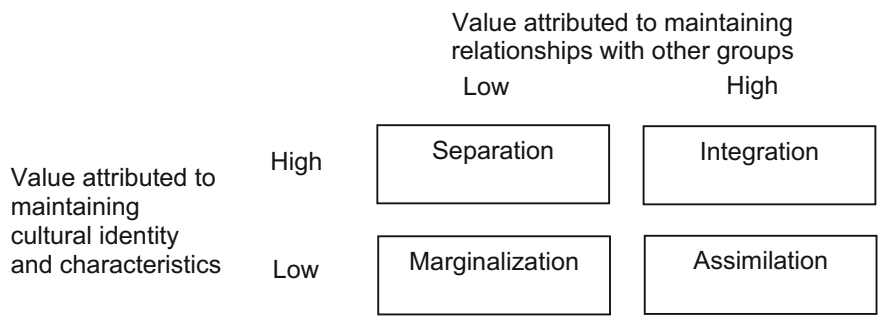 Value attributed to maintaining
relationships with other groups
Low High
High Separation Integration
Value attributed to
maintaining
cultural identity
and characteristics
Low Marginalization Assimilation